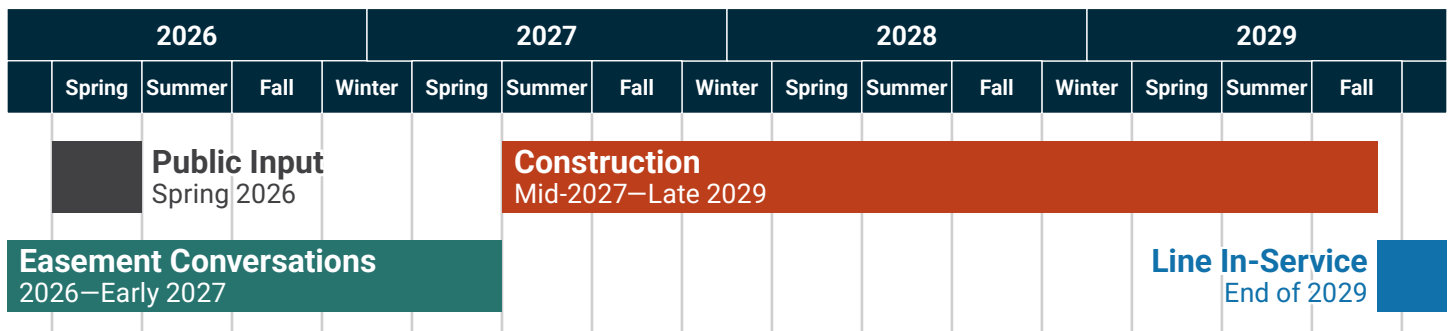 2026 2027 2028 2029
Spring Summer Fall Winter Spring Summer Fall Winter Spring Summer Fall Winter Spring Summer Fall
Public Input
Spring 2026
Construction
Mid-2027—Late 2029
Easement Conversations
2026—Early 2027
Line In-Service
End of 2029